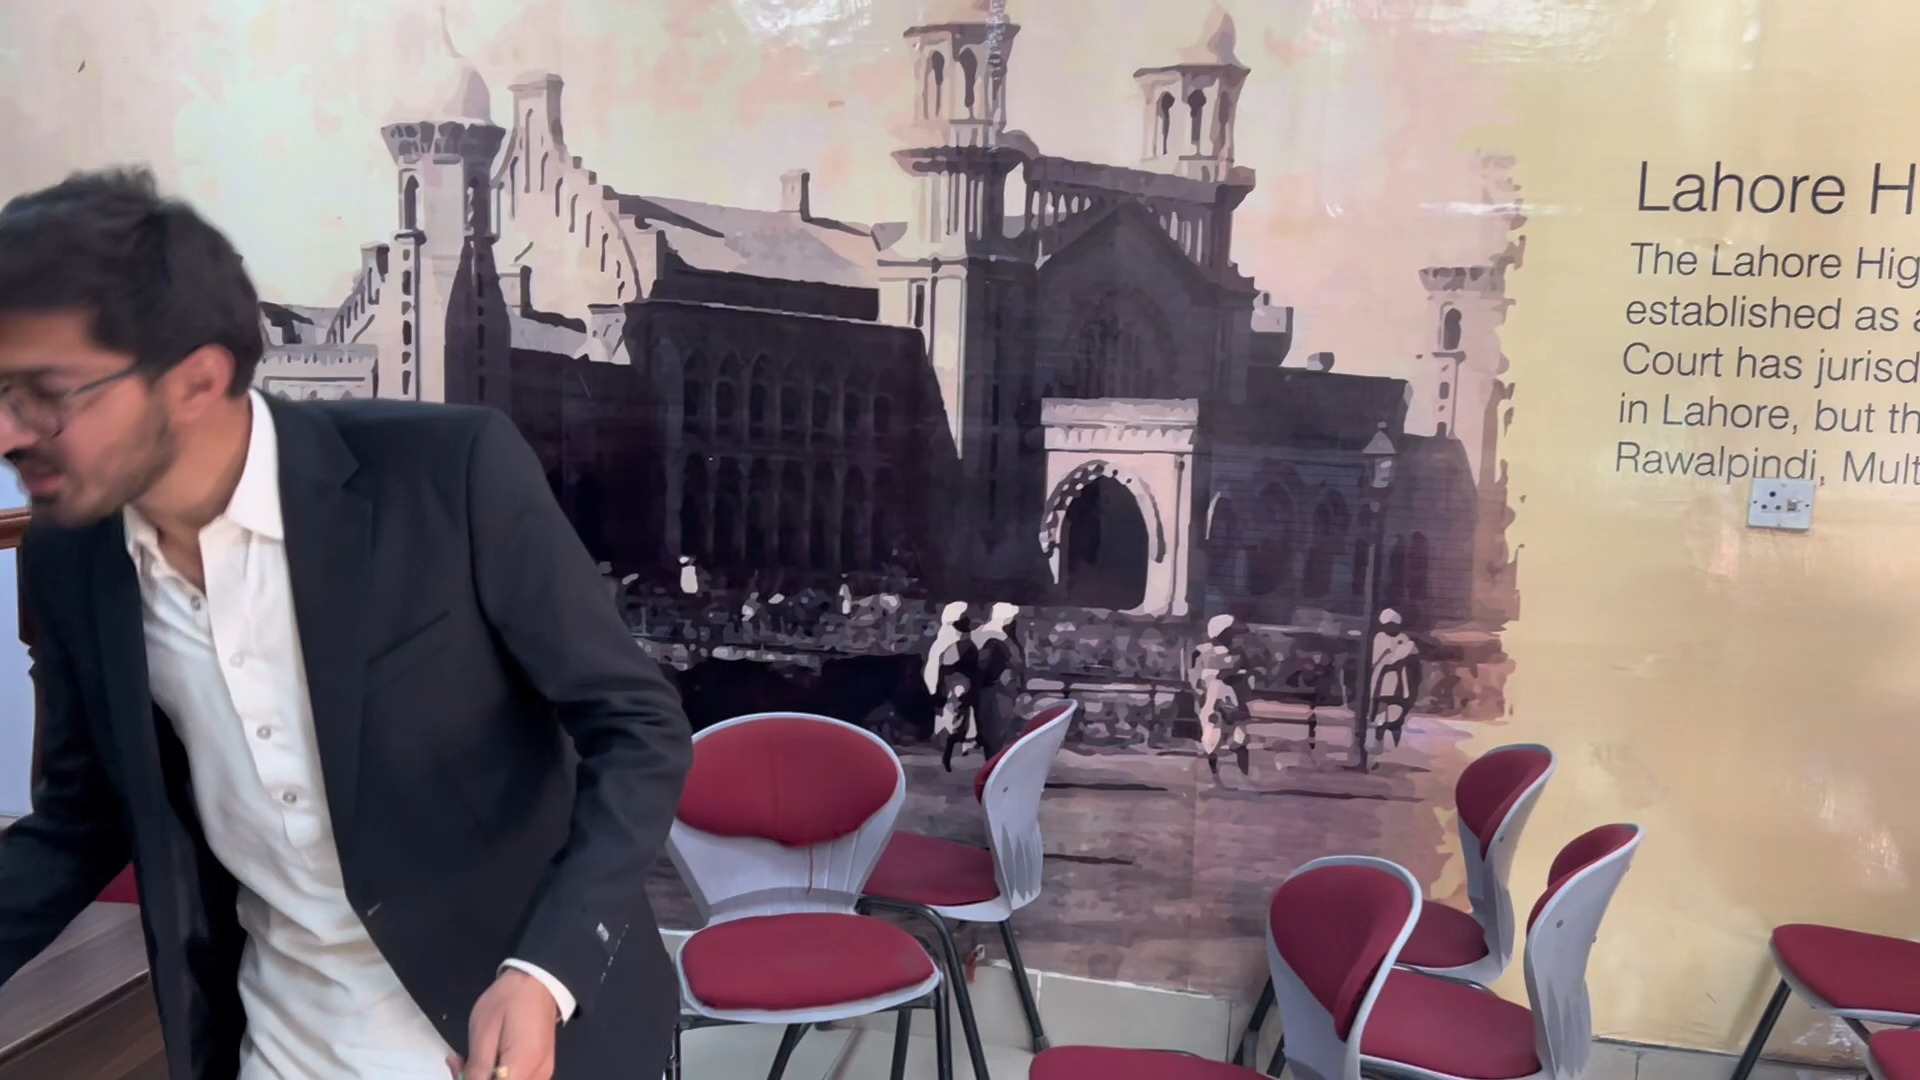 Lahore H
The Lahore Hig
established as a
Court has jurisd
in Lahore, but th
Rawalpindi, Mult